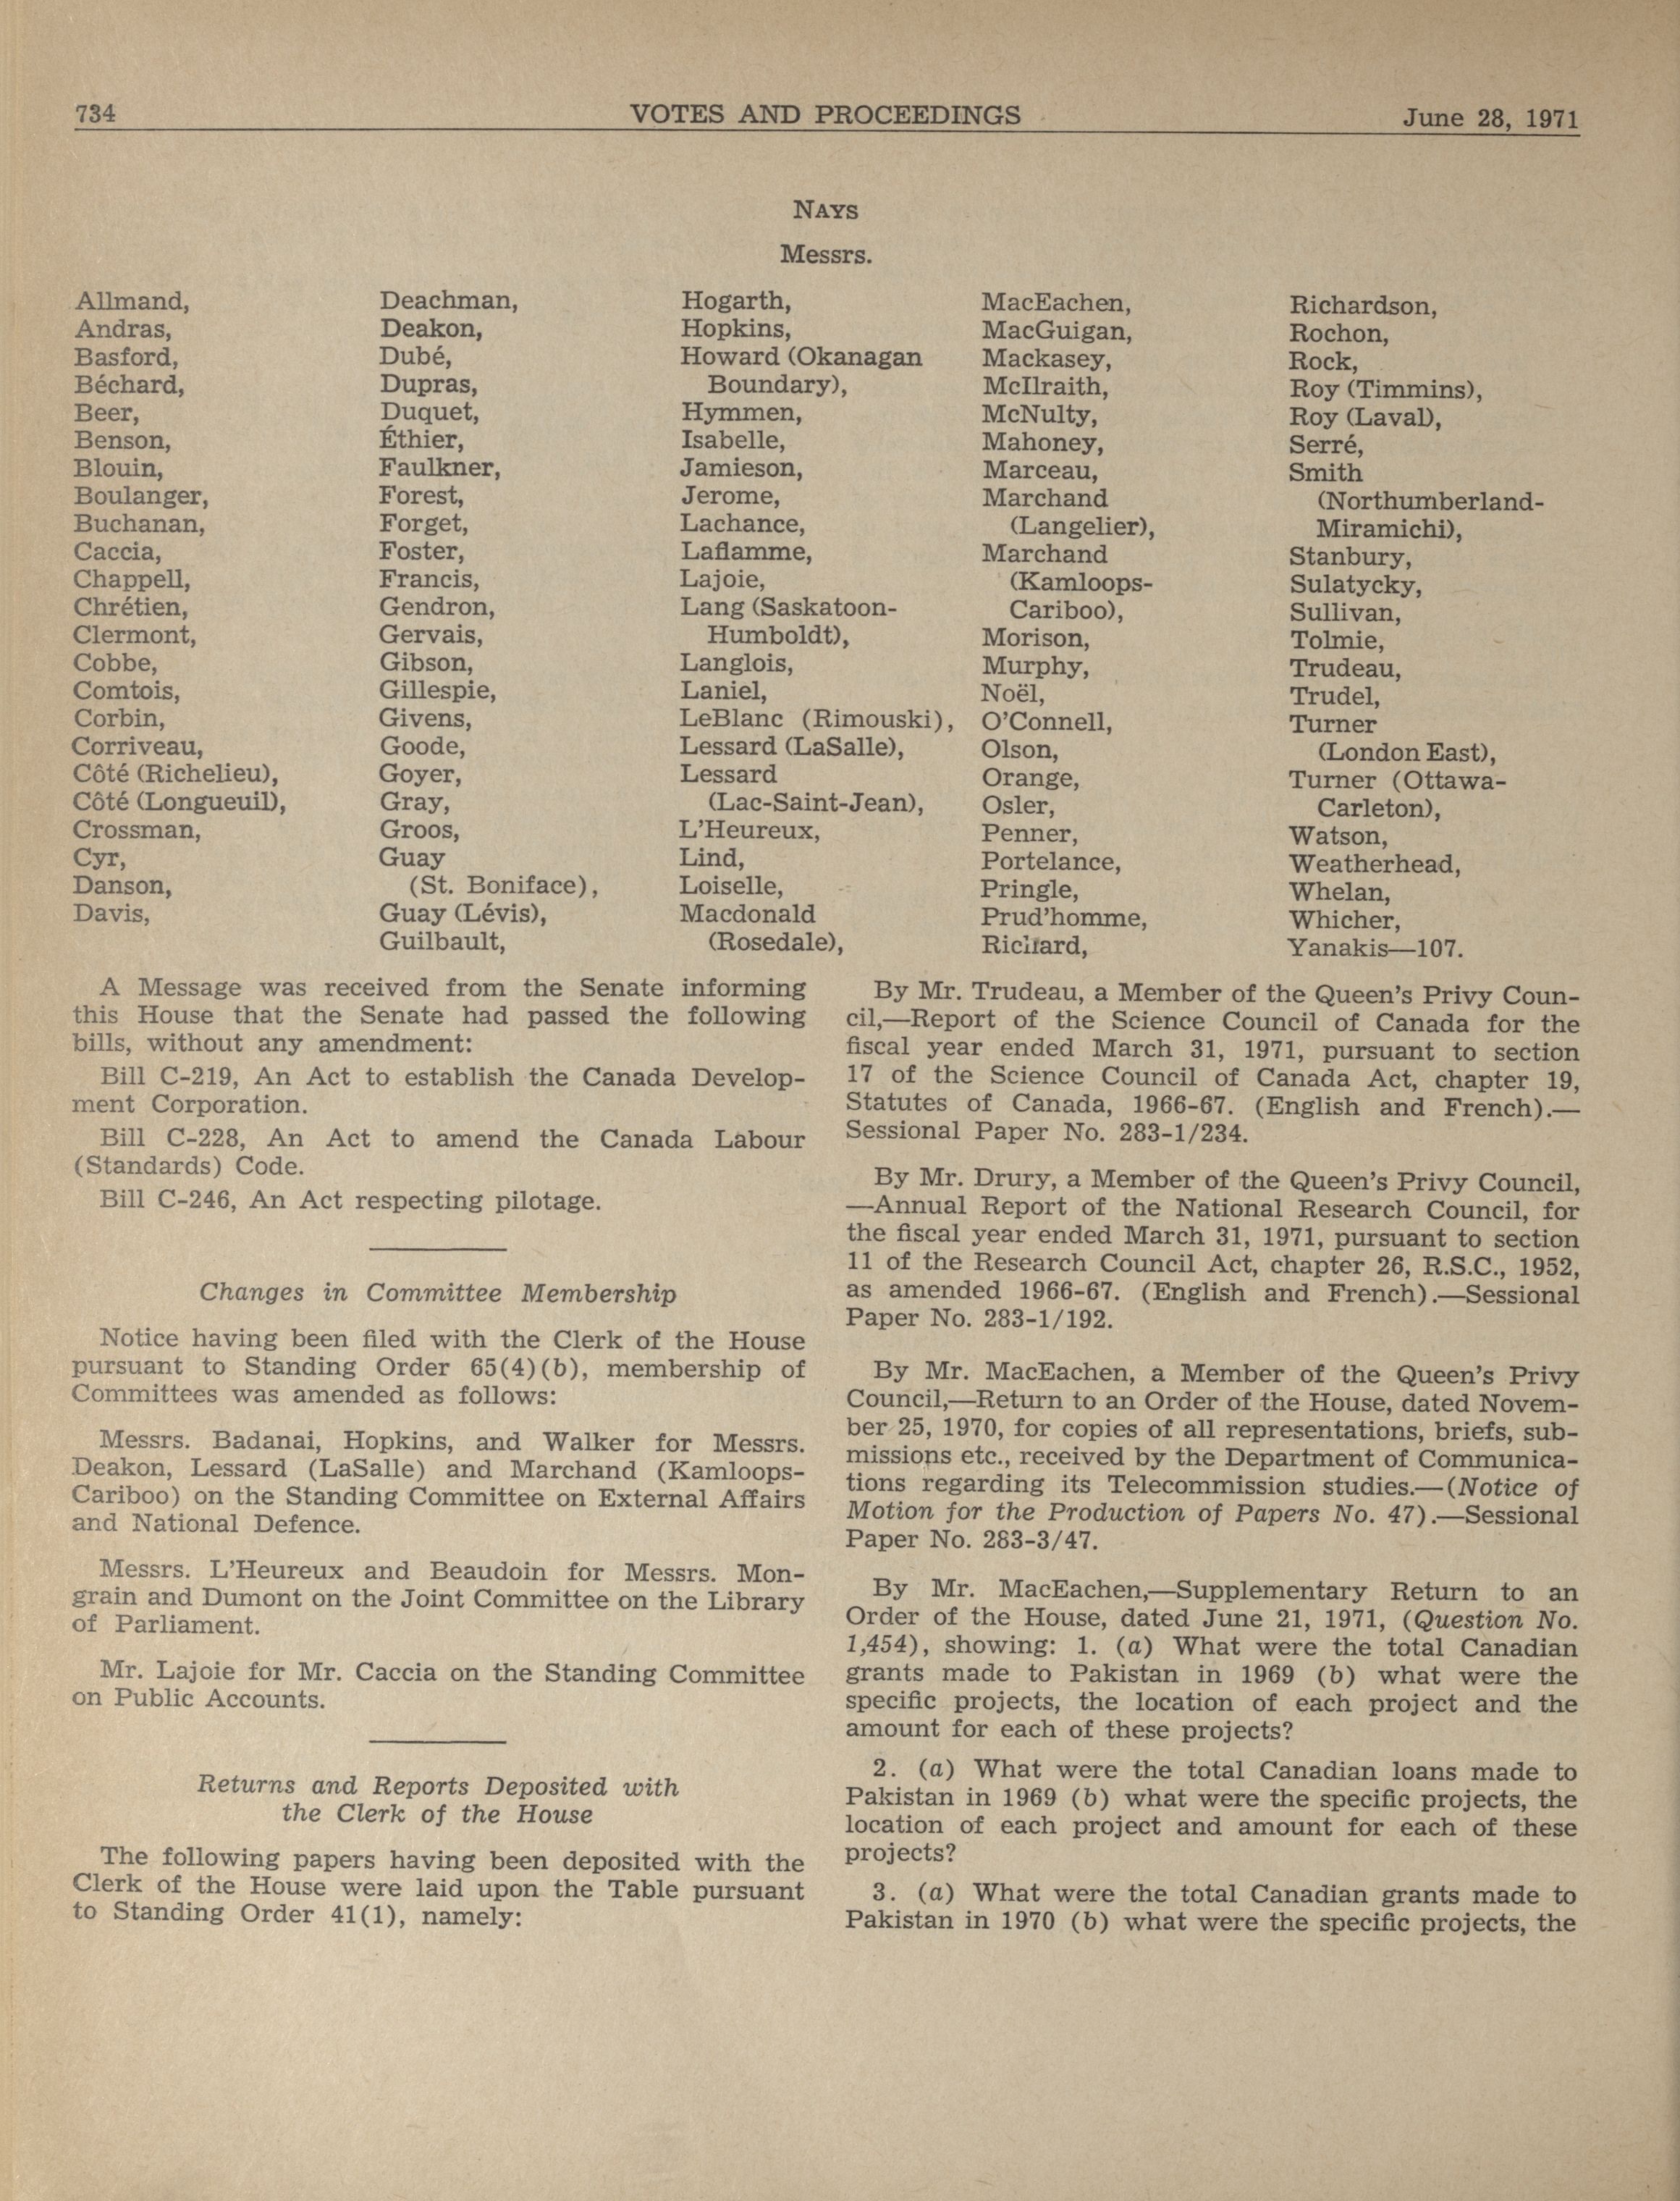 734
VOTES AND PROCEEDINGS
June 28, 1971
NAYS
Messrs.
Allmand,
Andras,
Basford,
Béchard,
Beer,
Benson,
Blouin,
Boulanger,
Buchanan,
Caccia,
Chappell,
Chrétien,
Clermont,
Cobbe,
Comtois,
Corbin,
Corriveau,
Côté (Richelieu),
Côté (Longueuil),
Crossman,
Cyr,
Danson,
Davis,
Deachman,
Deakon,
Dubé,
Dupras,
Duquet,
Éthier,
Faulkner,
Forest,
Forget,
Foster,
Francis,
Gendron,
Gervais,
Gibson,
Gillespie,
Givens,
Goode,
Goyer,
Gray,
Groos,
Guay
(St. Boniface),
Guay (Lévis),
Guilbault,
Hogarth,
Hopkins,
Howard (Okanagan
Boundary),
Hymmen,
Isabelle,
Jamieson,
Jerome,
Lachance,
Laflamme,
Lajoie,
Lang (Saskatoon-
Humboldt),
Langlois,
Laniel,
LeBlanc (Rimouski),
Lessard (LaSalle),
Lessard
(Lac-Saint-Jean),
L'Heureux,
Lind,
Loiselle,
Macdonald
(Rosedale),
MacEachen,
MacGuigan,
Mackasey,
McIlraith,
McNulty,
Mahoney,
Marceau,
Marchand
(Langelier),
Marchand
(Kamloops-
Cariboo),
Morison,
Murphy,
Noël,
O'Connell,
Olson,
Orange,
Osler,
Penner,
Portelance,
Pringle,
Prud'homme,
Richard,
Richardson,
Rochon,
Rock,
Roy (Timmins),
Roy (Laval),
Serré,
Smith
(Northumberland-
Miramichi),
Stanbury,
Sulatycky,
Sullivan,
Tolmie,
Trudeau,
Trudel,
Turner
(London East),
Turner (Ottawa-
Carleton),
Watson,
Weatherhead,
Whelan,
Whicher,
Yanakis—107.
A Message was received from the Senate informing
this House that the Senate had passed the following
bills, without any amendment:
Bill C-219, An Act to establish the Canada Develop-
ment Corporation.
Bill C-228, An Act to amend the Canada Labour
(Standards) Code.
Bill C-246, An Act respecting pilotage.
Changes in Committee Membership
Notice having been filed with the Clerk of the House
pursuant to Standing Order 65(4)(b), membership of
Committees was amended as follows:
Messrs. Badanai, Hopkins, and Walker for Messrs.
Deakon, Lessard (LaSalle) and Marchand (Kamloops-
Cariboo) on the Standing Committee on External Affairs
and National Defence.
Messrs. L'Heureux and Beaudoin for Messrs. Mon-
grain and Dumont on the Joint Committee on the Library
of Parliament.
Mr. Lajoie for Mr. Caccia on the Standing Committee
on Public Accounts.
Returns and Reports Deposited with
the Clerk of the House
The following papers having been deposited with the
Clerk of the House were laid upon the Table pursuant
to Standing Order 41(1), namely:
By Mr. Trudeau, a Member of the Queen's Privy Coun-
cil,—Report of the Science Council of Canada for the
fiscal year ended March 31, 1971, pursuant to section
17 of the Science Council of Canada Act, chapter 19,
Statutes of Canada, 1966-67. (English and French).—
Sessional Paper No. 283-1/234.
By Mr. Drury, a Member of the Queen's Privy Council,
—Annual Report of the National Research Council, for
the fiscal year ended March 31, 1971, pursuant to section
11 of the Research Council Act, chapter 26, R.S.C., 1952,
as amended 1966-67. (English and French).—Sessional
Paper No. 283-1/192.
By Mr. MacEachen, a Member of the Queen's Privy
Council,—Return to an Order of the House, dated Novem-
ber 25, 1970, for copies of all representations, briefs, sub-
missions etc., received by the Department of Communica-
tions regarding its Telecommission studies.—(Notice of
Motion for the Production of Papers No. 47).—Sessional
Paper No. 283-3/47.
By Mr. MacEachen,—Supplementary Return to an
Order of the House, dated June 21, 1971, (Question No.
1,454), showing: 1. (a) What were the total Canadian
grants made to Pakistan in 1969 (b) what were the
specific projects, the location of each project and the
amount for each of these projects?
2. (a) What were the total Canadian loans made to
Pakistan in 1969 (b) what were the specific projects, the
location of each project and amount for each of these
projects?
3. (a) What were the total Canadian grants made to
Pakistan in 1970 (b) what were the specific projects, the